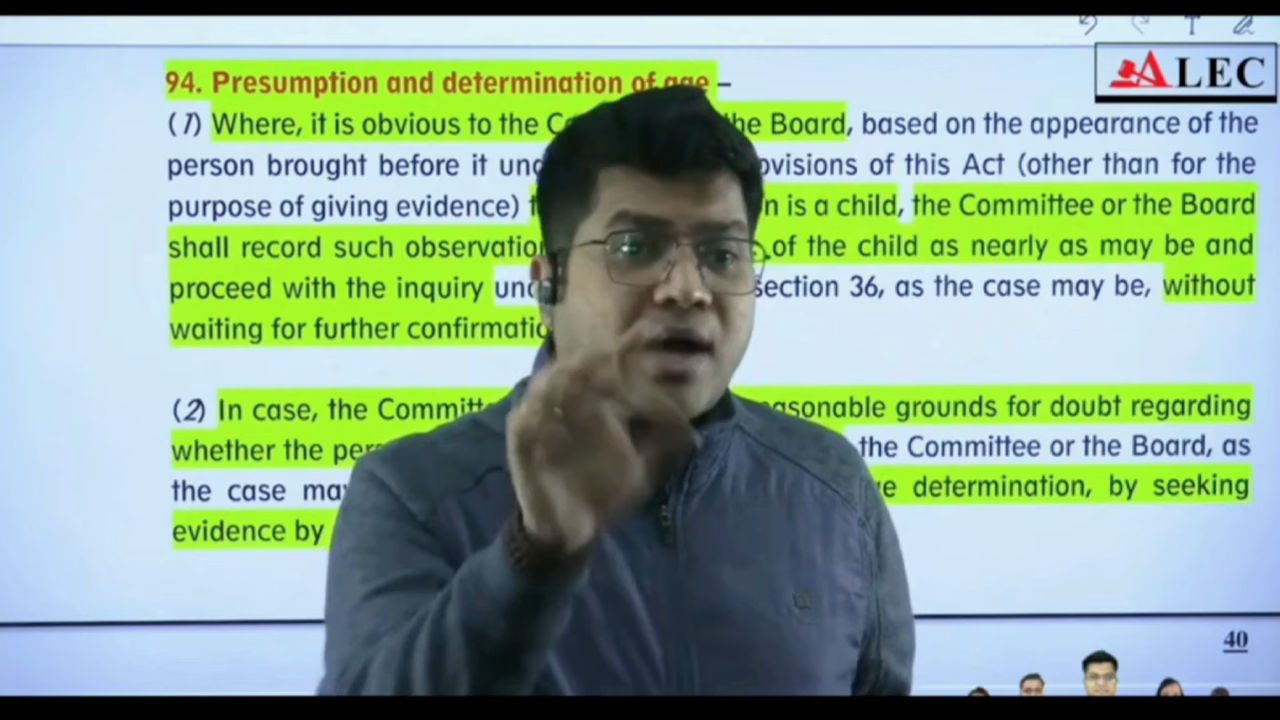 ALEC
94. Presumption and determination of age –
(1) Where, it is obvious to the C the Board, based on the appearance of the
person brought before it und ovisions of this Act (other than for the
purpose of giving evidence) t n is a child, the Committee or the Board
shall record such observatio of the child as nearly as may be and
proceed with the inquiry und section 36, as the case may be, without
waiting for further confirmatio
(2) In case, the Committ asonable grounds for doubt regarding
whether the per the Committee or the Board, as
the case ma e determination, by seeking
evidence by
40